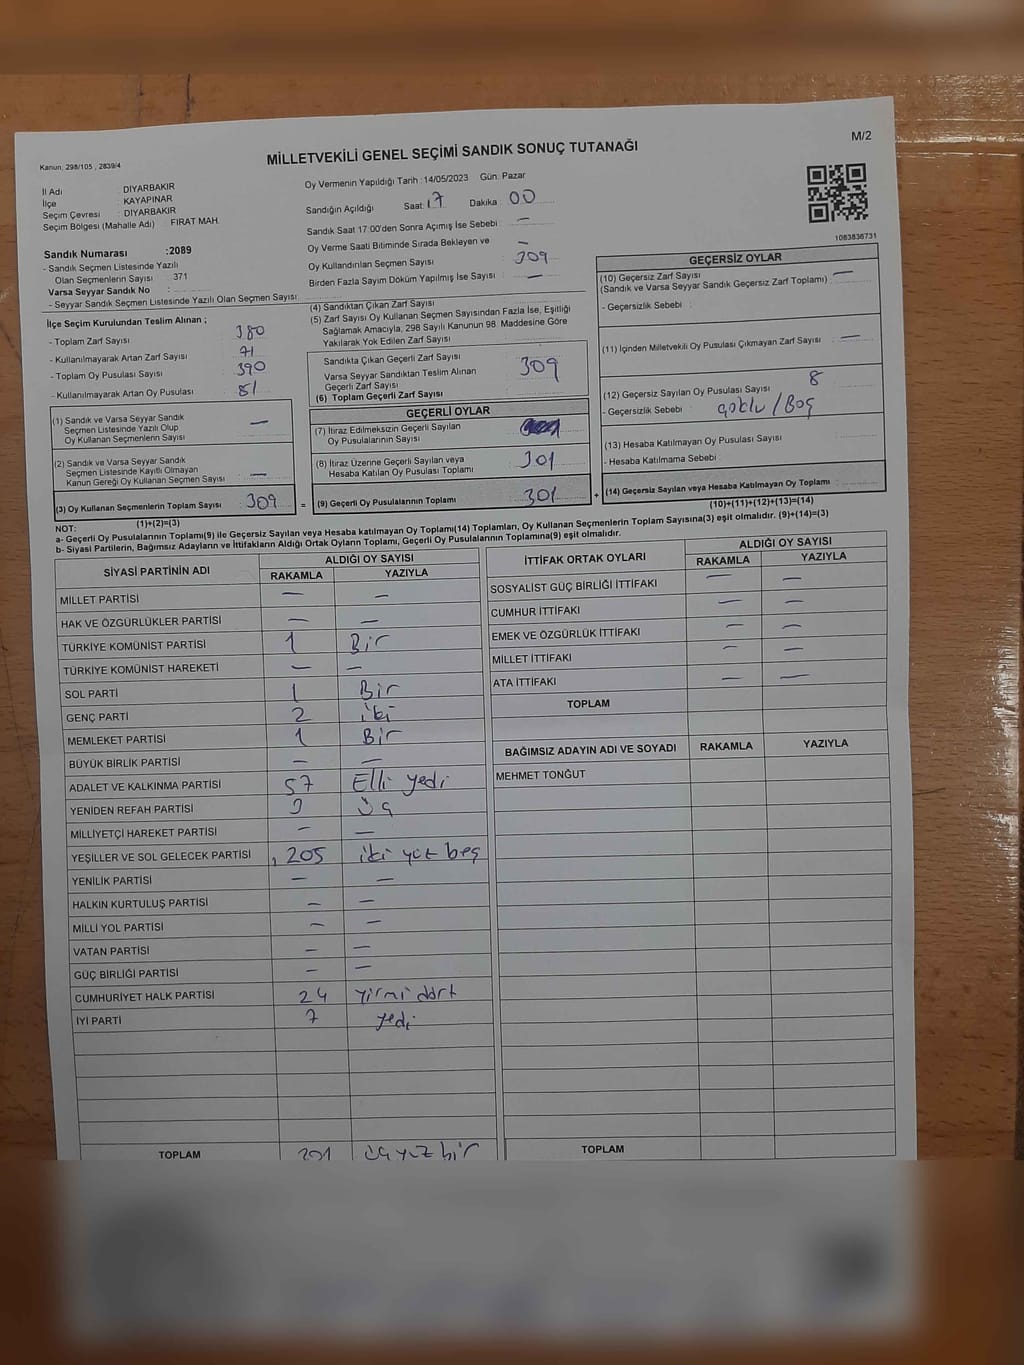 M/2
Kanun: 298/105 , 2839/4
MİLLETVEKİLİ GENEL SEÇİMİ SANDIK SONUÇ TUTANAĞI
İl Adı : DİYARBAKIR
İlçe : KAYAPINAR
Seçim Çevresi : DİYARBAKIR
Seçim Bölgesi (Mahalle Adı) FIRAT MAH.
Sandık Numarası :2089
- Sandık Seçmen Listesinde Yazılı
Olan Seçmenlerin Sayısı : 371
Varsa Seyyar Sandık No :
- Seyyar Sandık Seçmen Listesinde Yazılı Olan Seçmen Sayısı:
Oy Vermenin Yapıldığı Tarih : 14/05/2023 Gün: Pazar
Sandığın Açıldığı Saat: 17 Dakika: 00
Sandık Saat 17:00'den Sonra Açımış İse Sebebi : —
Oy Verme Saati Bitiminde Sırada Bekleyen ve —
Oy Kullandırılan Seçmen Sayısı : 309
Birden Fazla Sayım Döküm Yapılmış İse Sayısı : —
1083836731
İlçe Seçim Kurulundan Teslim Alınan ;
- Toplam Zarf Sayısı : 380
- Kullanılmayarak Artan Zarf Sayısı : 71
- Toplam Oy Pusulası Sayısı : 390
- Kullanılmayarak Artan Oy Pusulası : 81
(1) Sandık ve Varsa Seyyar Sandık
Seçmen Listesinde Yazılı Olup
Oy Kullanan Seçmenlerin Sayısı —
(2) Sandık ve Varsa Seyyar Sandık
Seçmen Listesinde Kayıtlı Olmayan
Kanun Gereği Oy Kullanan Seçmen Sayısı : —
(3) Oy Kullanan Seçmenlerin Toplam Sayısı : 309
(1)+(2)=(3)
(4) Sandıktan Çıkan Zarf Sayısı :
(5) Zarf Sayısı Oy Kullanan Seçmen Sayısından Fazla İse, Eşitliği
Sağlamak Amacıyla, 298 Sayılı Kanunun 98. Maddesine Göre
Yakılarak Yok Edilen Zarf Sayısı :
Sandıkta Çıkan Geçerli Zarf Sayısı
Varsa Seyyar Sandıktan Teslim Alınan
Geçerli Zarf Sayısı
(6) Toplam Geçerli Zarf Sayısı : 309
GEÇERLİ OYLAR
(7) İtiraz Edilmeksizin Geçerli Sayılan
Oy Pusulalarının Sayısı
(8) İtiraz Üzerine Geçerli Sayılan veya
Hesaba Katılan Oy Pusulası Toplamı : 301
= (9) Geçerli Oy Pusulalarının Toplamı : 301 +
GEÇERSİZ OYLAR
(10) Geçersiz Zarf Sayısı
(Sandık ve Varsa Seyyar Sandık Geçersiz Zarf Toplamı) : —
- Geçersizlik Sebebi :
(11) İçinden Milletvekili Oy Pusulası Çıkmayan Zarf Sayısı : —
(12) Geçersiz Sayılan Oy Pusulası Sayısı : 8
- Geçersizlik Sebebi : çoklu / Boş
(13) Hesaba Katılmayan Oy Pusulası Sayısı :
- Hesaba Katılmama Sebebi :
(14) Geçersiz Sayılan veya Hesaba Katılmayan Oy Toplamı :
(10)+(11)+(12)+(13)=(14)
NOT:
a- Geçerli Oy Pusulalarının Toplamı(9) ile Geçersiz Sayılan veya Hesaba katılmayan Oy Toplamı(14) Toplamları, Oy Kullanan Seçmenlerin Toplam Sayısına(3) eşit olmalıdır. (9)+(14)=(3)
b- Siyasi Partilerin, Bağımsız Adayların ve İttifakların Aldığı Ortak Oyların Toplamı, Geçerli Oy Pusulalarının Toplamına(9) eşit olmalıdır.
SİYASİ PARTİNİN ADI ALDIĞI OY SAYISI
RAKAMLA YAZIYLA
MİLLET PARTİSİ — —
HAK VE ÖZGÜRLÜKLER PARTİSİ — —
TÜRKİYE KOMÜNİST PARTİSİ 1 Bir
TÜRKİYE KOMÜNİST HAREKETİ — —
SOL PARTİ 1 Bir
GENÇ PARTİ 2 iki
MEMLEKET PARTİSİ 1 Bir
BÜYÜK BİRLİK PARTİSİ — —
ADALET VE KALKINMA PARTİSİ 57 Elli yedi
YENİDEN REFAH PARTİSİ 3 üç
MİLLİYETÇİ HAREKET PARTİSİ — —
YEŞİLLER VE SOL GELECEK PARTİSİ 205 iki yüz beş
YENİLİK PARTİSİ — —
HALKIN KURTULUŞ PARTİSİ — —
MİLLİ YOL PARTİSİ — —
VATAN PARTİSİ — —
GÜÇ BİRLİĞİ PARTİSİ — —
CUMHURİYET HALK PARTİSİ 24 yirmi dört
İYİ PARTİ 7 yedi
TOPLAM 301 üç yüz bir
İTTİFAK ORTAK OYLARI ALDIĞI OY SAYISI
RAKAMLA YAZIYLA
SOSYALİST GÜÇ BİRLİĞİ İTTİFAKI — —
CUMHUR İTTİFAKI — —
EMEK VE ÖZGÜRLÜK İTTİFAKI — —
MİLLET İTTİFAKI — —
ATA İTTİFAKI — —
TOPLAM
BAĞIMSIZ ADAYIN ADI VE SOYADI RAKAMLA YAZIYLA
MEHMET TONĞUT
TOPLAM